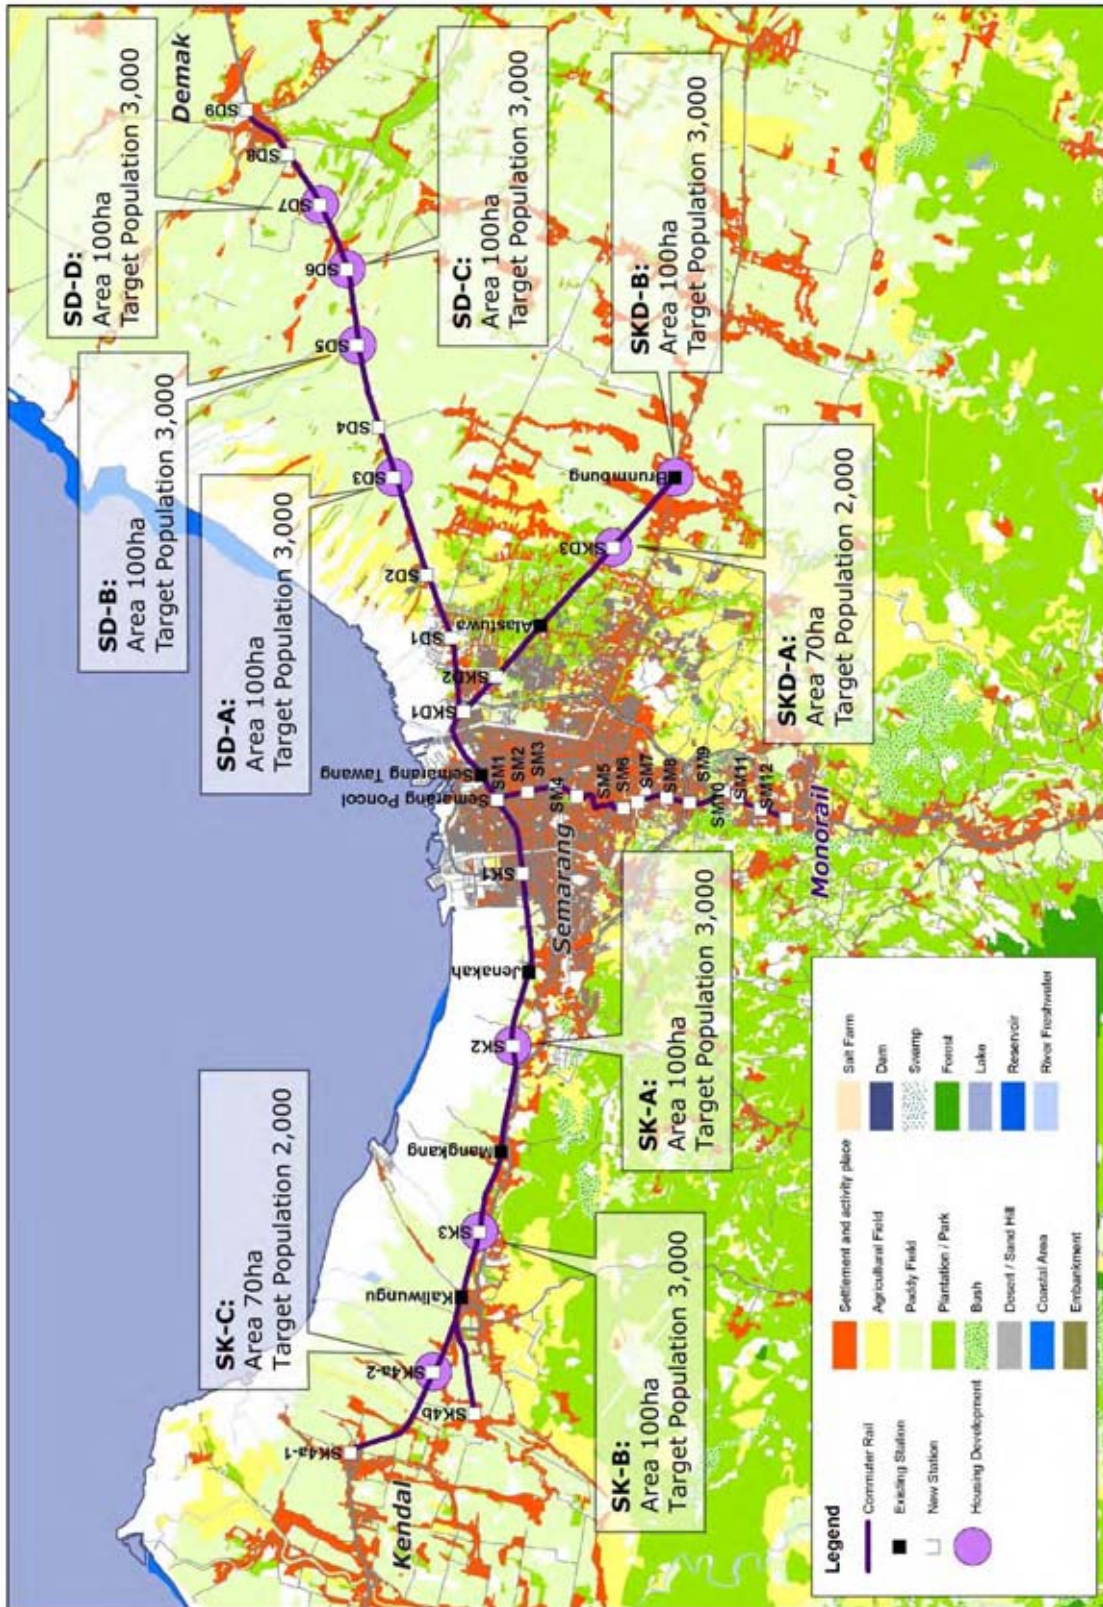 Demak
SD9
SD8
SD7
SD6
SD5
SD4
SD3
SD2
SD1
SD-D:
Area 100ha
Target Population 3,000
SD-C:
Area 100ha
Target Population 3,000
SD-B:
Area 100ha
Target Population 3,000
SD-A:
Area 100ha
Target Population 3,000
SKD-B:
Area 100ha
Target Population 3,000
SKD-A:
Area 70ha
Target Population 2,000
Brunmbung
SKD3
Alastuwa
SKD2
SKD1
Semarang Tawang
Semarang Poncol
SM1
SM2
SM3
SM4
SM5
SM6
SM7
SM8
SM9
SM10
SM11
SM12
Monorail
Semarang
SK1
Jenakah
SK2
Mangkang
SK3
Kaliwungu
SK4a-2
SK4b
SK4a-1
Kendal
SK-C:
Area 70ha
Target Population 2,000
SK-A:
Area 100ha
Target Population 3,000
SK-B:
Area 100ha
Target Population 3,000
Legend
Commuter Rail
Existing Station
New Station
Housing Development
Settlement and activity place
Agricultural Field
Paddy Field
Plantation / Park
Bush
Desert / Sand Hill
Coastal Area
Embankment
Salt Farm
Dam
Swamp
Forest
Lake
Reservoir
River Freshwater